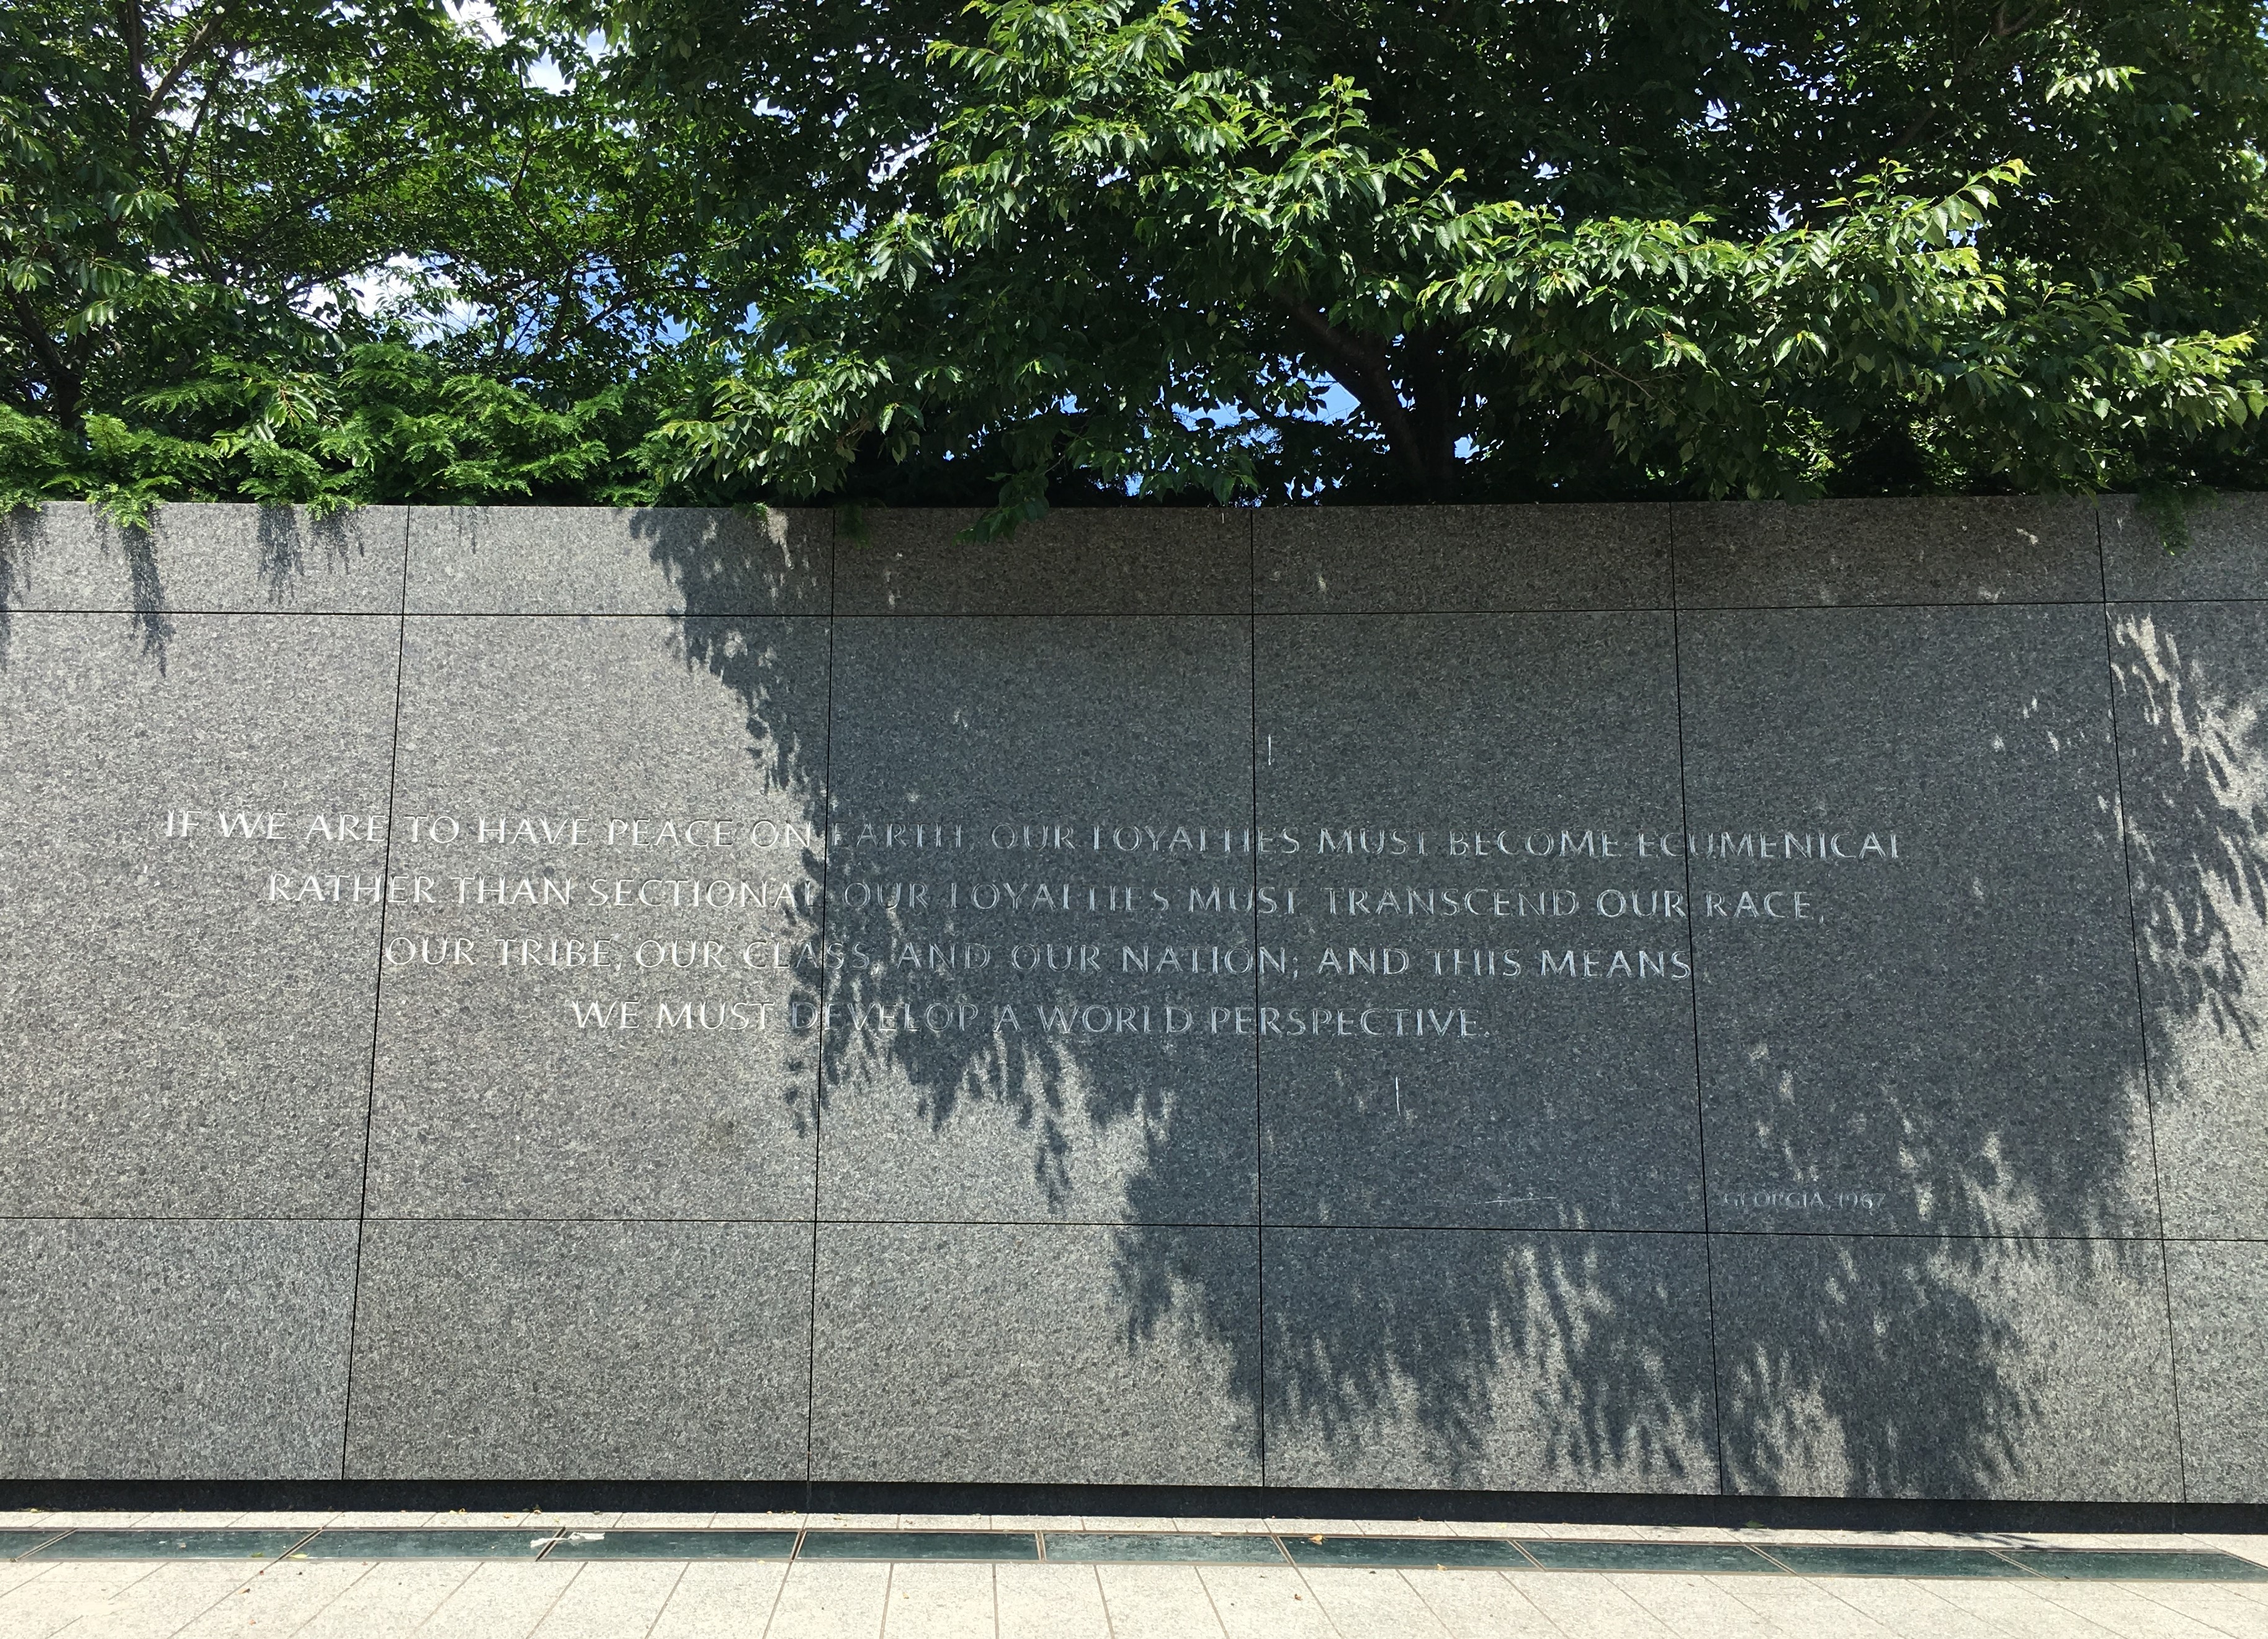 IF WE ARE TO HAVE PEACE ON EARTH, OUR LOYALTIES MUST BECOME ECUMENICAL
RATHER THAN SECTIONAL. OUR LOYALTIES MUST TRANSCEND OUR RACE,
OUR TRIBE, OUR CLASS, AND OUR NATION; AND THIS MEANS
WE MUST DEVELOP A WORLD PERSPECTIVE.
GEORGIA, 1967